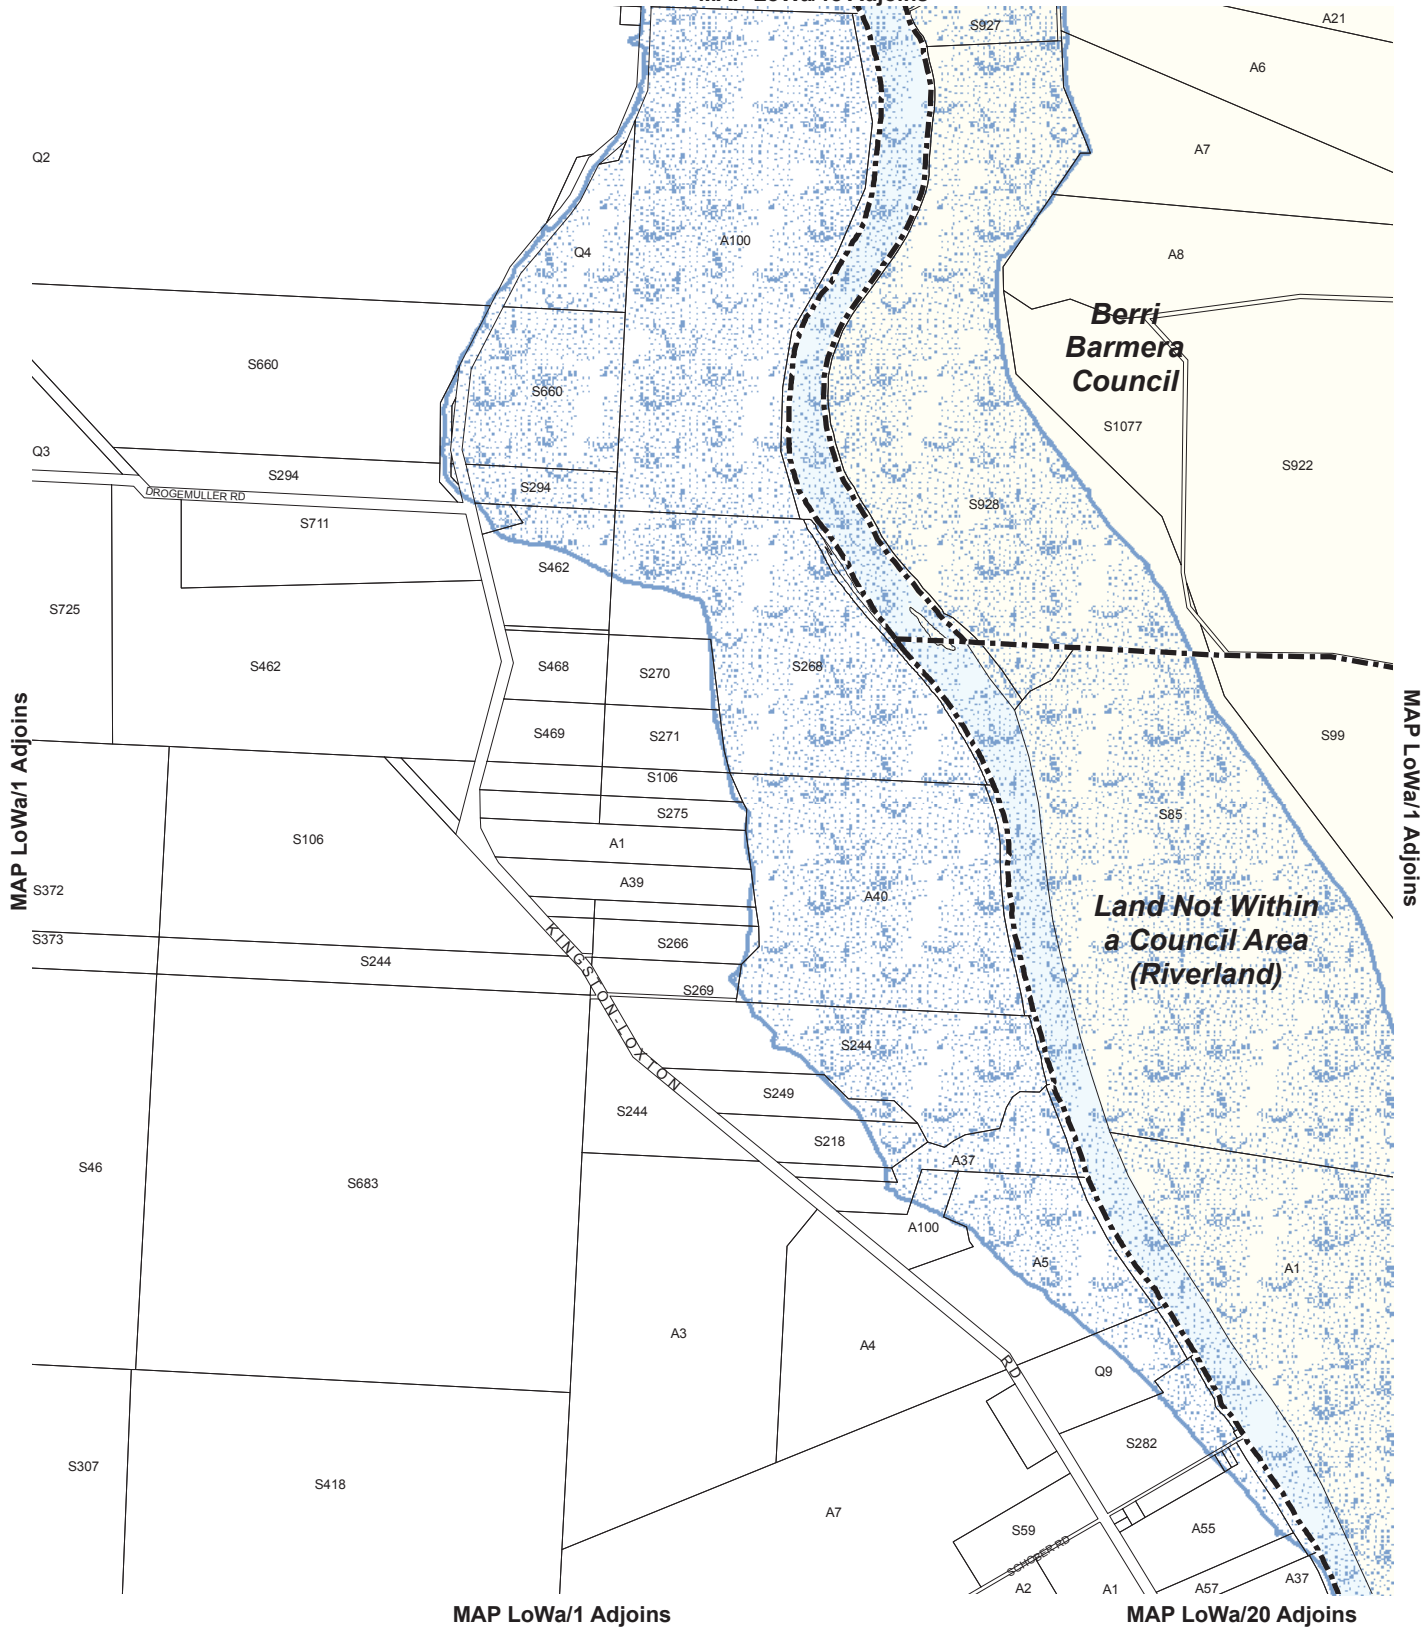 S927
A21
A6
Q2
A7
Q4
A100
A8
Berri
Barmera
Council
S660
S660
S1077
Q3
S294
S294
S922
DROGEMULLER RD
S711
S928
S462
S725
S462
S468
S270
S268
MAP LoWa/1 Adjoins
MAP LoWa/1 Adjoins
S469
S271
S99
S106
S275
S85
S106
A1
S372
A39
A40
Land Not Within
a Council Area
(Riverland)
S373
S244
S266
S269
KINGSTON-LOXTON
RD
S244
S249
S244
S218
S46
S683
A37
A100
A5
A1
A3
A4
Q9
S282
S307
S418
A7
S59
A55
SCHOBER RD
A2
A1
A57
A37
MAP LoWa/1 Adjoins
MAP LoWa/20 Adjoins